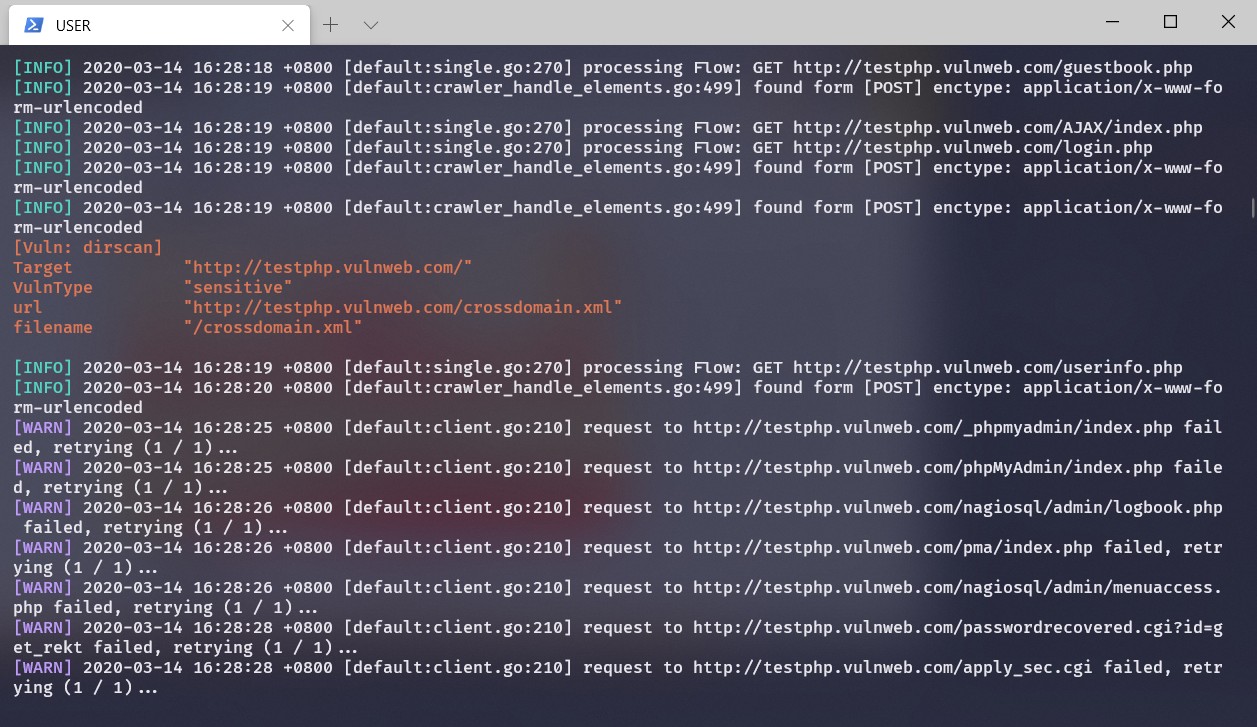 USER
[INFO] 2020-03-14 16:28:18 +0800 [default:single.go:270] processing Flow: GET http://testphp.vulnweb.com/guestbook.php
[INFO] 2020-03-14 16:28:19 +0800 [default:crawler_handle_elements.go:499] found form [POST] enctype: application/x-www-fo
rm-urlencoded
[INFO] 2020-03-14 16:28:19 +0800 [default:single.go:270] processing Flow: GET http://testphp.vulnweb.com/AJAX/index.php
[INFO] 2020-03-14 16:28:19 +0800 [default:single.go:270] processing Flow: GET http://testphp.vulnweb.com/login.php
[INFO] 2020-03-14 16:28:19 +0800 [default:crawler_handle_elements.go:499] found form [POST] enctype: application/x-www-fo
rm-urlencoded
[INFO] 2020-03-14 16:28:19 +0800 [default:crawler_handle_elements.go:499] found form [POST] enctype: application/x-www-fo
rm-urlencoded
[Vuln: dirscan]
Target "http://testphp.vulnweb.com/"
VulnType "sensitive"
url "http://testphp.vulnweb.com/crossdomain.xml"
filename "/crossdomain.xml"
[INFO] 2020-03-14 16:28:19 +0800 [default:single.go:270] processing Flow: GET http://testphp.vulnweb.com/userinfo.php
[INFO] 2020-03-14 16:28:20 +0800 [default:crawler_handle_elements.go:499] found form [POST] enctype: application/x-www-fo
rm-urlencoded
[WARN] 2020-03-14 16:28:25 +0800 [default:client.go:210] request to http://testphp.vulnweb.com/_phpmyadmin/index.php fail
ed, retrying (1 / 1)...
[WARN] 2020-03-14 16:28:25 +0800 [default:client.go:210] request to http://testphp.vulnweb.com/phpMyAdmin/index.php faile
d, retrying (1 / 1)...
[WARN] 2020-03-14 16:28:26 +0800 [default:client.go:210] request to http://testphp.vulnweb.com/nagiosql/admin/logbook.php
failed, retrying (1 / 1)...
[WARN] 2020-03-14 16:28:26 +0800 [default:client.go:210] request to http://testphp.vulnweb.com/pma/index.php failed, retr
ying (1 / 1)...
[WARN] 2020-03-14 16:28:26 +0800 [default:client.go:210] request to http://testphp.vulnweb.com/nagiosql/admin/menuaccess.
php failed, retrying (1 / 1)...
[WARN] 2020-03-14 16:28:28 +0800 [default:client.go:210] request to http://testphp.vulnweb.com/passwordrecovered.cgi?id=g
et_rekt failed, retrying (1 / 1)...
[WARN] 2020-03-14 16:28:28 +0800 [default:client.go:210] request to http://testphp.vulnweb.com/apply_sec.cgi failed, retr
ying (1 / 1)...